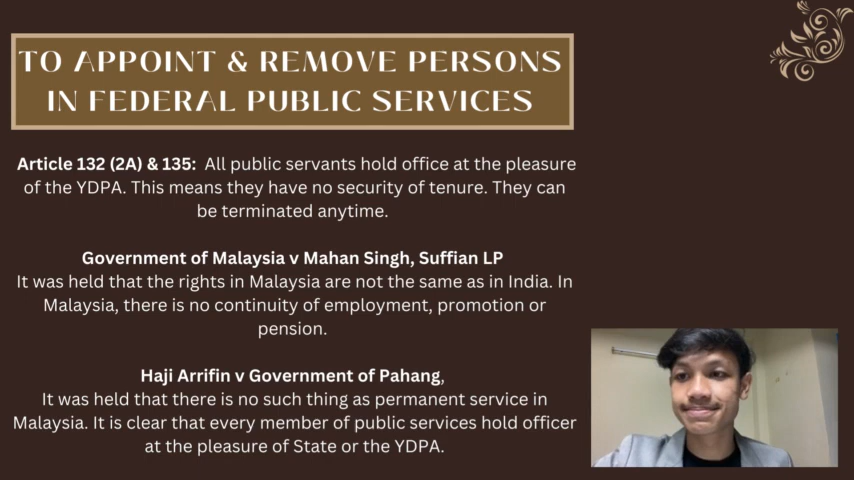 TO APPOINT & REMOVE PERSONS
IN FEDERAL PUBLIC SERVICES
Article 132 (2A) & 135: All public servants hold office at the pleasure
of the YDPA. This means they have no security of tenure. They can
be terminated anytime.
Government of Malaysia v Mahan Singh, Suffian LP
It was held that the rights in Malaysia are not the same as in India. In
Malaysia, there is no continuity of employment, promotion or
pension.
Haji Arrifin v Government of Pahang,
It was held that there is no such thing as permanent service in
Malaysia. It is clear that every member of public services hold officer
at the pleasure of State or the YDPA.